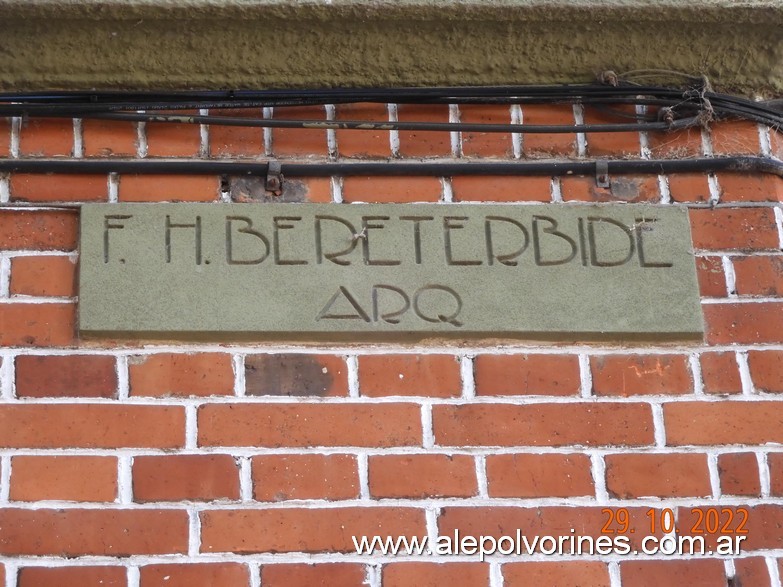 F. H. BERETERBIDE
ARQ
29 10 2022
www.alepolvorines.com.ar